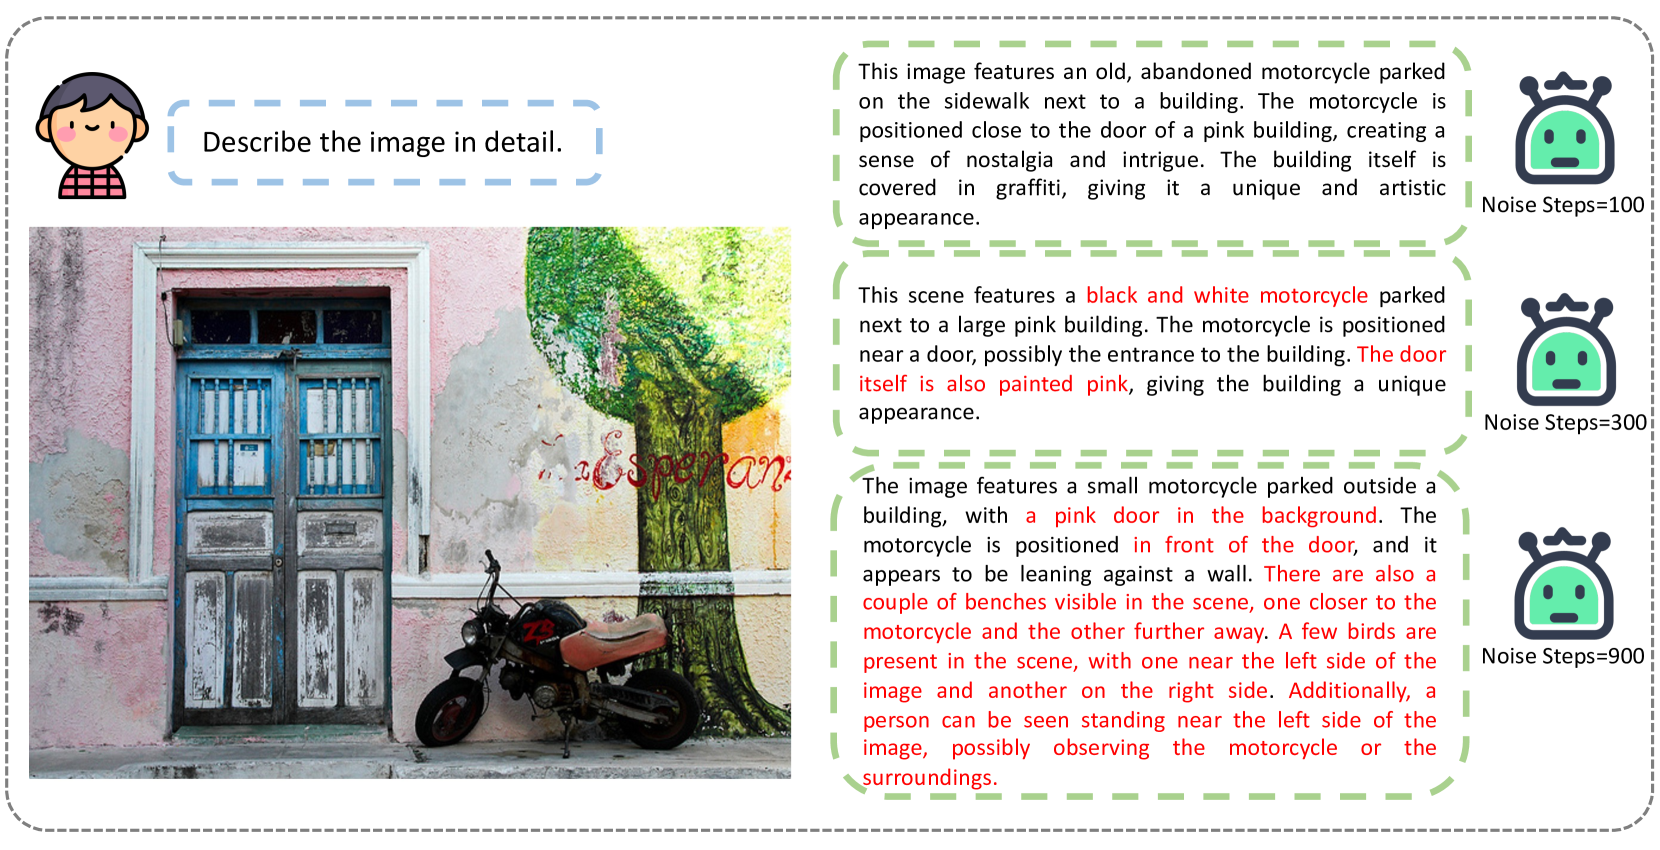 Describe the image in detail.
This image features an old, abandoned motorcycle parked
on the sidewalk next to a building. The motorcycle is
positioned close to the door of a pink building, creating a
sense of nostalgia and intrigue. The building itself is
covered in graffiti, giving it a unique and artistic
appearance.
Noise Steps=100
This scene features a black and white motorcycle parked
next to a large pink building. The motorcycle is positioned
near a door, possibly the entrance to the building. The door
itself is also painted pink, giving the building a unique
appearance.
Noise Steps=300
The image features a small motorcycle parked outside a
building, with a pink door in the background. The
motorcycle is positioned in front of the door, and it
appears to be leaning against a wall. There are also a
couple of benches visible in the scene, one closer to the
motorcycle and the other further away. A few birds are
present in the scene, with one near the left side of the
image and another on the right side. Additionally, a
person can be seen standing near the left side of the
image, possibly observing the motorcycle or the
surroundings.
Noise Steps=900
Esperan
ZB